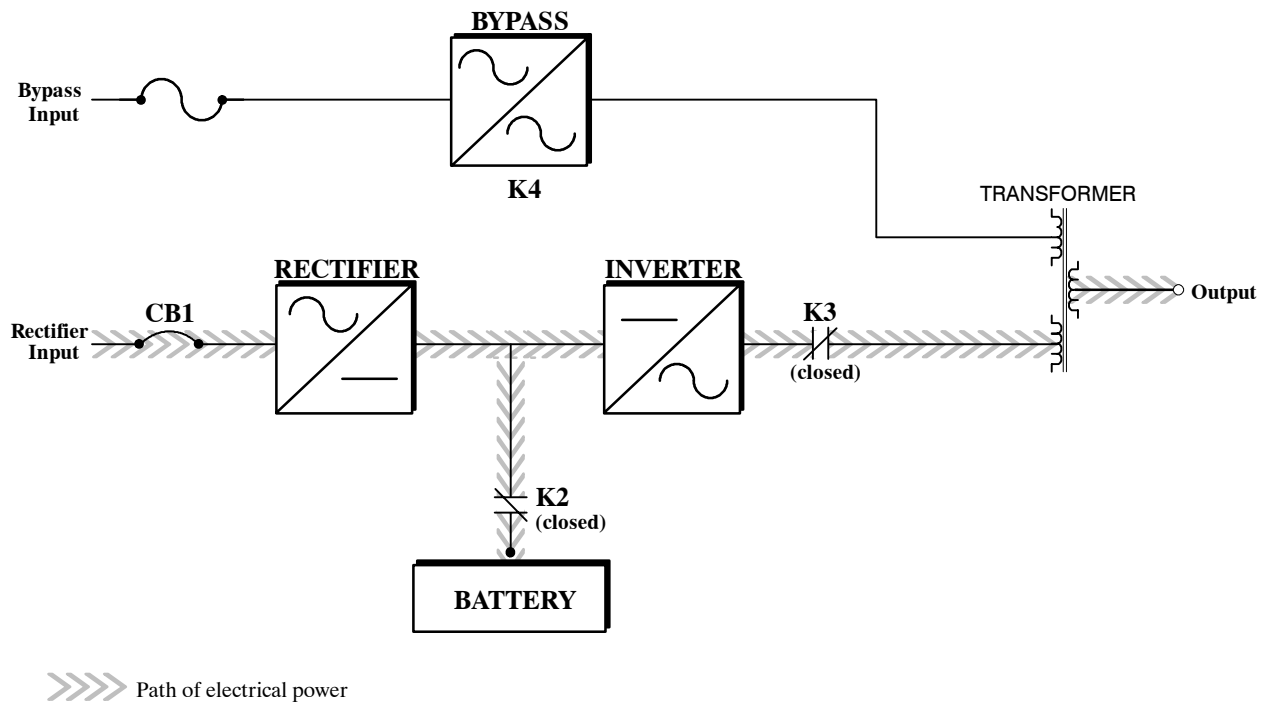 BYPASS
Bypass
Input
K4
TRANSFORMER
RECTIFIER
INVERTER
CB1
K3
Output
Rectifier
Input
(closed)
K2
(closed)
BATTERY
Path of electrical power